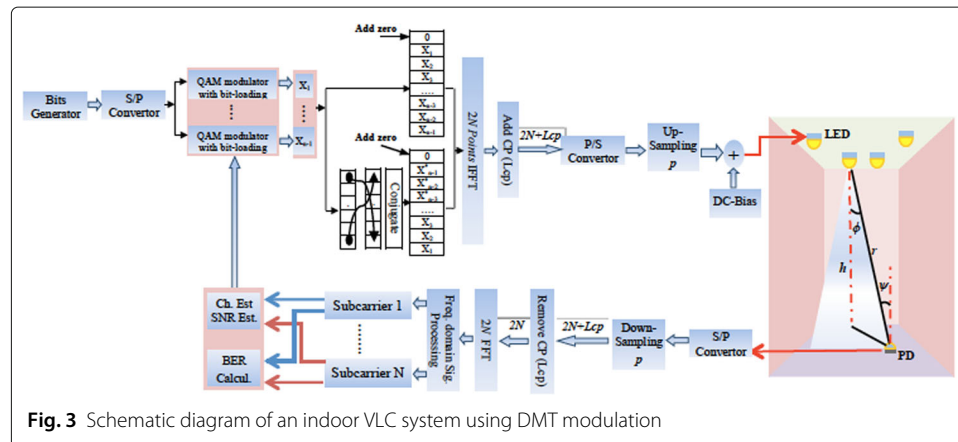 Bits
Generator
S/P
Convertor
QAM modulator
with bit-loading
QAM modulator
with bit-loading
X1
Xn-1
Add zero
0
X1
X2
X3
....
Xn-3
Xn-2
Xn-1
Add zero
0
X*n-1
X*n-2
X*n-3
....
X3
X2
X1
Conjugate
2N Points IFFT
Add CP (Lcp)
2N+Lcp
P/S
Convertor
Up-
Sampling
p
+
DC-Bias
LED
ϕ
r
h
ψ
PD
S/P
Convertor
Down-
Sampling
p
2N+Lcp
Remove CP (Lcp)
2N
2N FFT
Freq. domain Sig.
Processing
Subcarrier 1
Subcarrier N
Ch. Est
SNR Est.
BER
Calcul.
Fig. 3 Schematic diagram of an indoor VLC system using DMT modulation